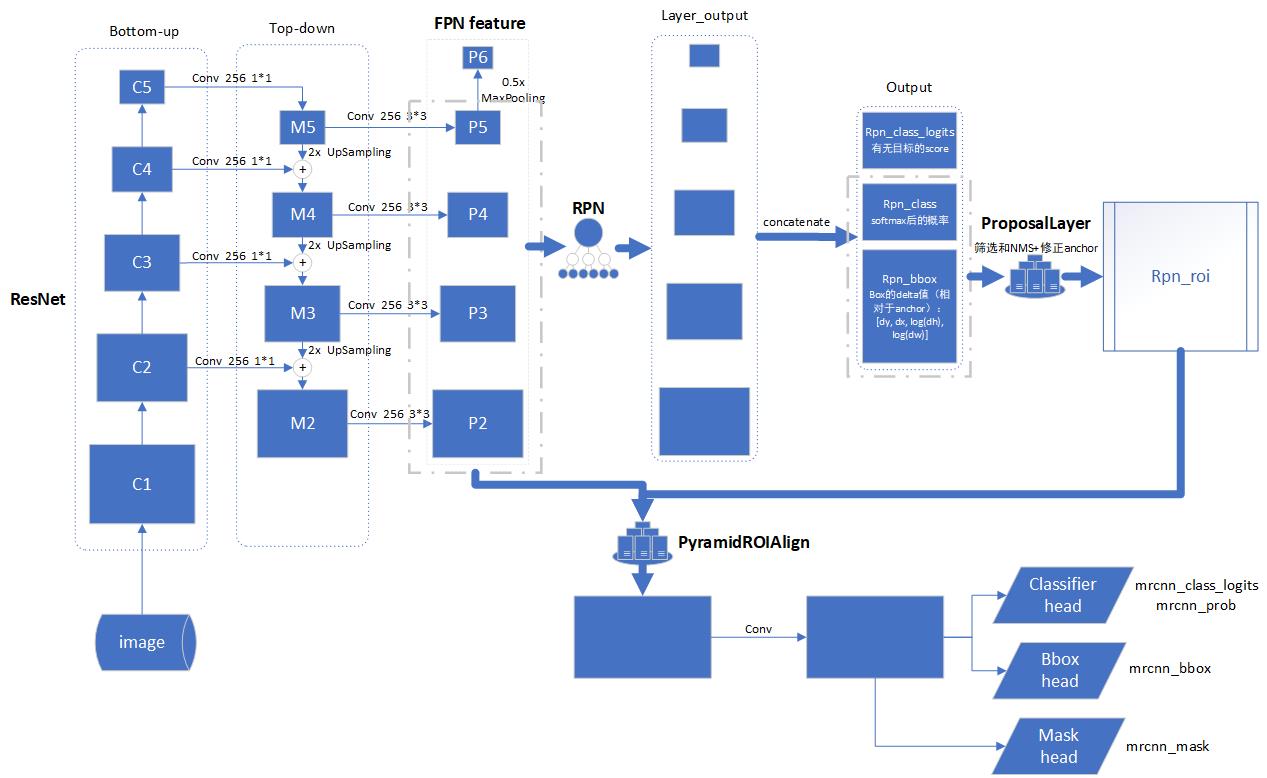 Bottom-up
Top-down
FPN feature
Layer_output
P6
0.5x
MaxPooling
C5
Conv 256 1*1
M5
Conv 256 3*3
P5
2x UpSampling
+
C4
Conv 256 1*1
M4
Conv 256 3*3
P4
2x UpSampling
+
C3
Conv 256 1*1
ResNet
M3
Conv 256 3*3
P3
2x UpSampling
+
C2
Conv 256 1*1
M2
Conv 256 3*3
P2
C1
image
RPN
concatenate
Output
Rpn_class_logits
有无目标的score
Rpn_class
softmax后的概率
Rpn_bbox
Box的delta值（相
对于anchor）：
[dy, dx, log(dh),
log(dw)]
ProposalLayer
筛选和NMS+修正anchor
Rpn_roi
PyramidROIAlign
Conv
Classifier
head
mrcnn_class_logits
mrcnn_prob
Bbox
head
mrcnn_bbox
Mask
head
mrcnn_mask